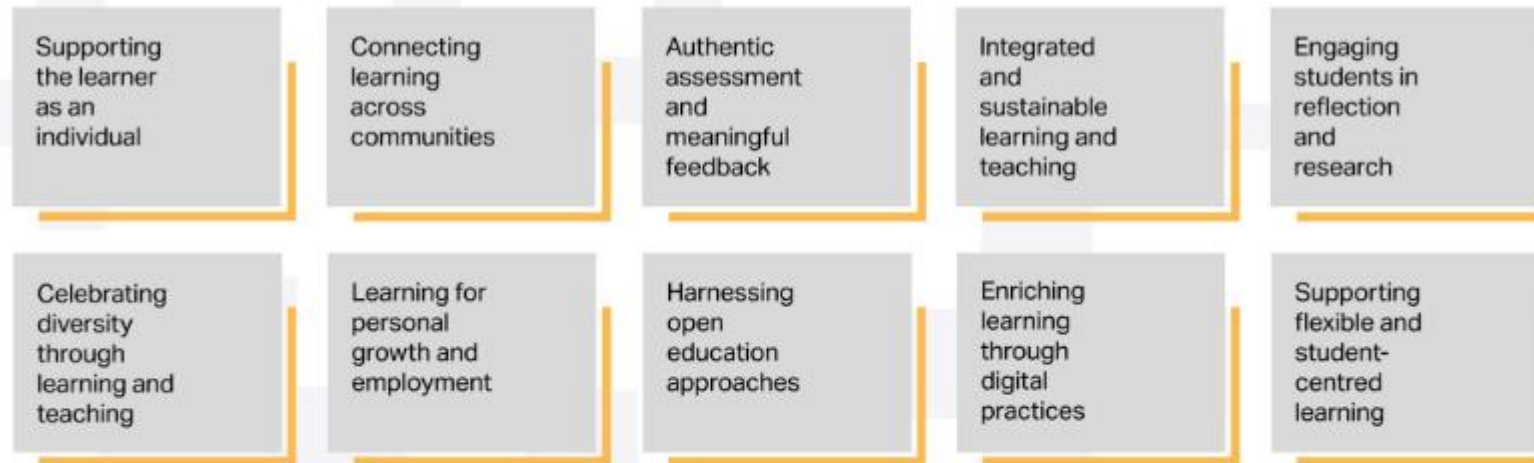 Supporting
the learner
as an
individual
Connecting
learning
across
communities
Authentic
assessment
and
meaningful
feedback
Integrated
and
sustainable
learning and
teaching
Engaging
students in
reflection
and
research
Celebrating
diversity
through
learning and
teaching
Learning for
personal
growth and
employment
Harnessing
open
education
approaches
Enriching
learning
through
digital
practices
Supporting
flexible and
student-
centred
learning